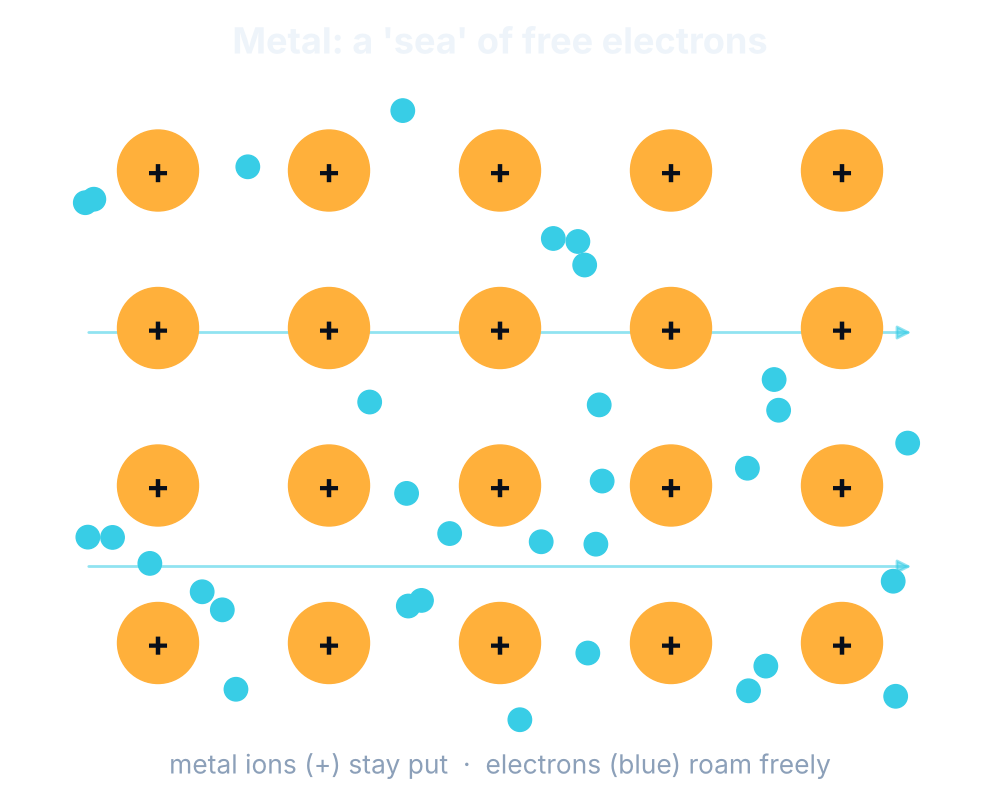 Metal: a 'sea' of free electrons
+ + + + +
+ + + + +
+ + + + +
+ + + + +
metal ions (+) stay put · electrons (blue) roam freely